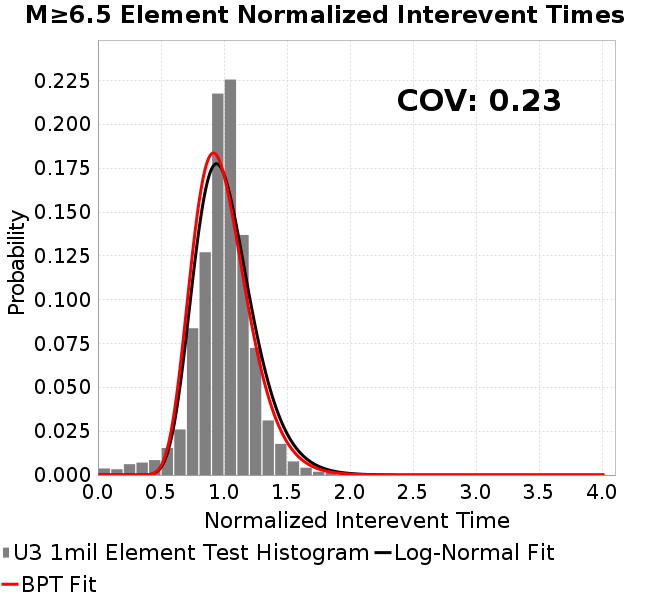 M≥6.5 Element Normalized Interevent Times
COV: 0.23
Probability
0.225
0.200
0.175
0.150
0.125
0.100
0.075
0.050
0.025
0.000
0.0 0.5 1.0 1.5 2.0 2.5 3.0 3.5 4.0
Normalized Interevent Time
U3 1mil Element Test Histogram Log-Normal Fit
BPT Fit